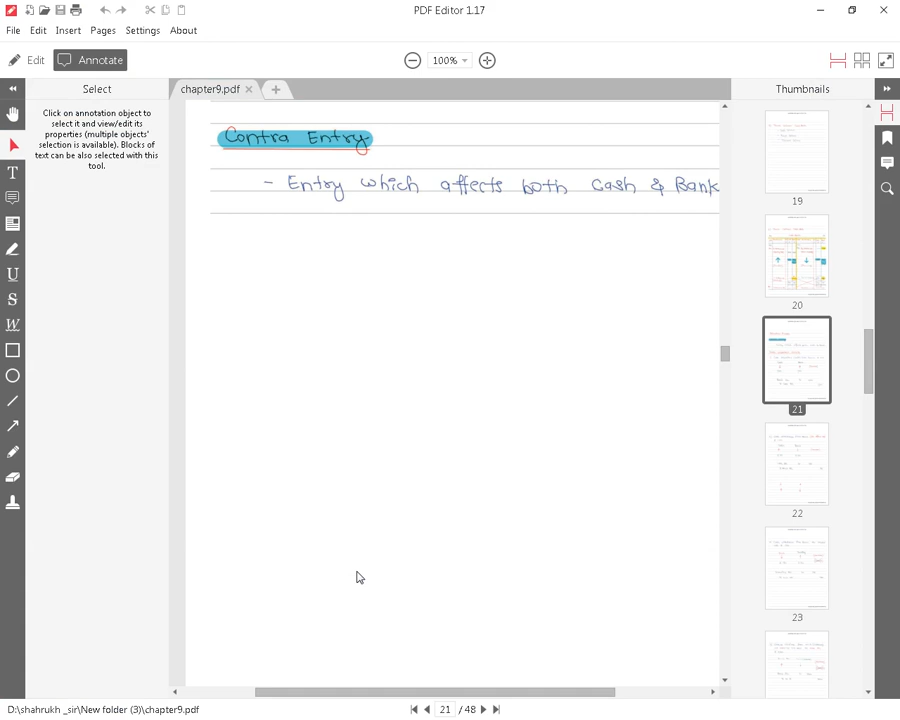 PDF Editor 1.17
File Edit Insert Pages Settings About
Edit Annotate
100%
Select
chapter9.pdf
Thumbnails
Click on annotation object to
select it and view/edit its
properties (multiple objects'
selection is available). Blocks of
text can be also selected with this
tool.
Contra Entry
- Entry which affects both Cash & Bank
19
20
21
22
23
D:\shahrukh _sir\New folder (3)\chapter9.pdf
21 / 48